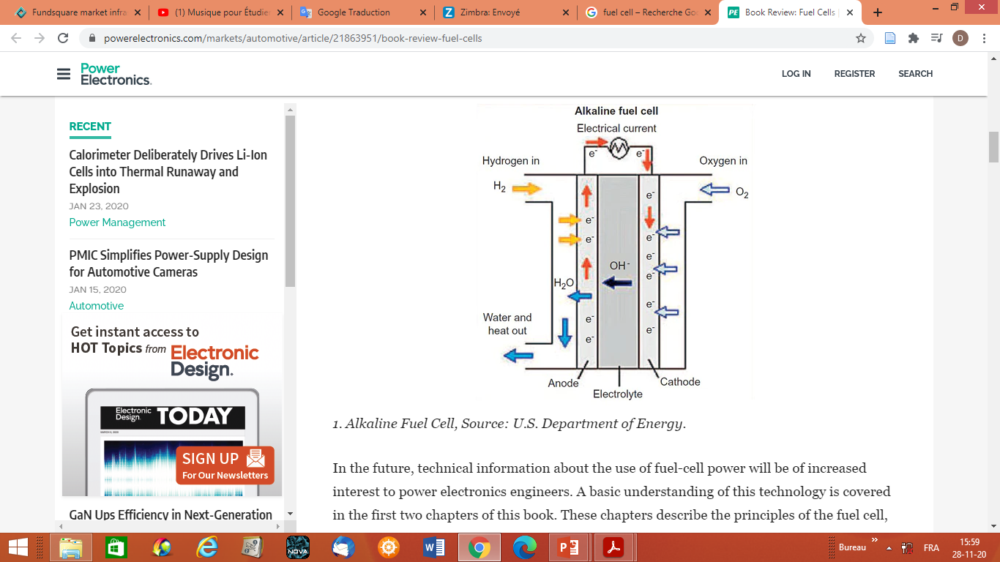 Fundsquare market infra
(1) Musique pour Étudier
Google Traduction
Zimbra: Envoyé
fuel cell – Recherche Goo
Book Review: Fuel Cells
powerelectronics.com/markets/automotive/article/21863951/book-review-fuel-cells
D
Power
Electronics.
LOG IN
REGISTER
SEARCH
RECENT
Calorimeter Deliberately Drives Li-Ion
Cells into Thermal Runaway and
Explosion
JAN 23, 2020
Power Management
PMIC Simplifies Power-Supply Design
for Automotive Cameras
JAN 15, 2020
Automotive
Get instant access to
HOT Topics from Electronic
Design.
Electronic
Design. TODAY
SIGN UP
For Our Newsletters
GaN Ups Efficiency in Next-Generation
Alkaline fuel cell
Electrical current
e⁻ e⁻
Hydrogen in
Oxygen in
H₂
O₂
e⁻
e⁻
e⁻
e⁻
e⁻
e⁻
OH⁻
H₂O
e⁻
e⁻
e⁻
e⁻
Water and
heat out
Anode
Cathode
Electrolyte
1. Alkaline Fuel Cell, Source: U.S. Department of Energy.
In the future, technical information about the use of fuel-cell power will be of increased
interest to power electronics engineers. A basic understanding of this technology is covered
in the first two chapters of this book. These chapters describe the principles of the fuel cell,
NOVA
Bureau
FRA
15:59
28-11-20